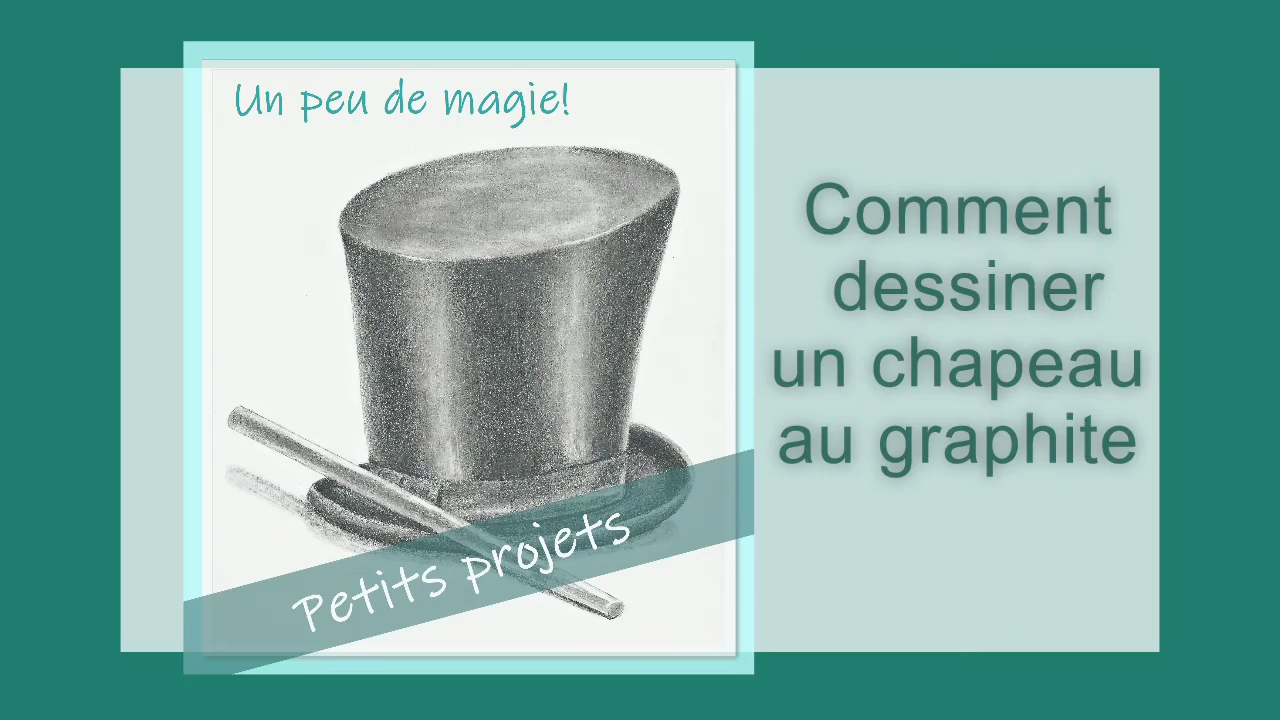 Un peu de magie!
Comment
dessiner
un chapeau
au graphite
Petits projets